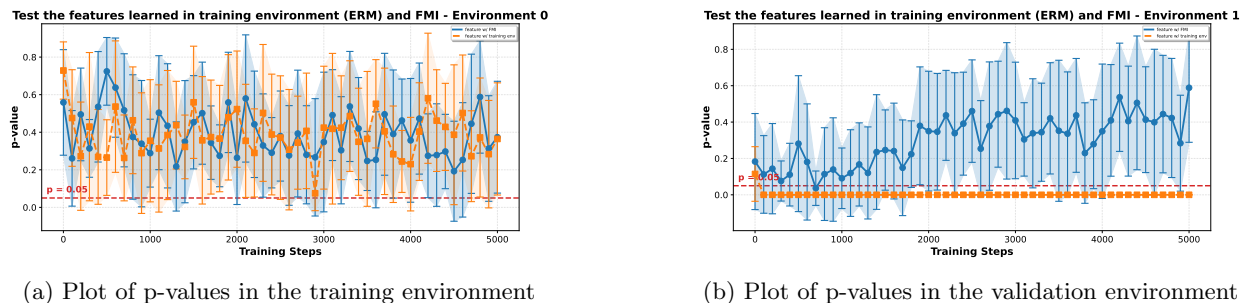 Test the features learned in training environment (ERM) and FMI - Environment 0
feature w/ FMI
feature w/ training env
0.8
0.6
0.4
0.2
0.0
p-value
p = 0.05
0 1000 2000 3000 4000 5000
Training Steps
(a) Plot of p-values in the training environment
Test the features learned in training environment (ERM) and FMI - Environment 1
feature w/ FMI
feature w/ training env
0.8
0.6
0.4
0.2
0.0
p-value
p = 0.05
0 1000 2000 3000 4000 5000
Training Steps
(b) Plot of p-values in the validation environment